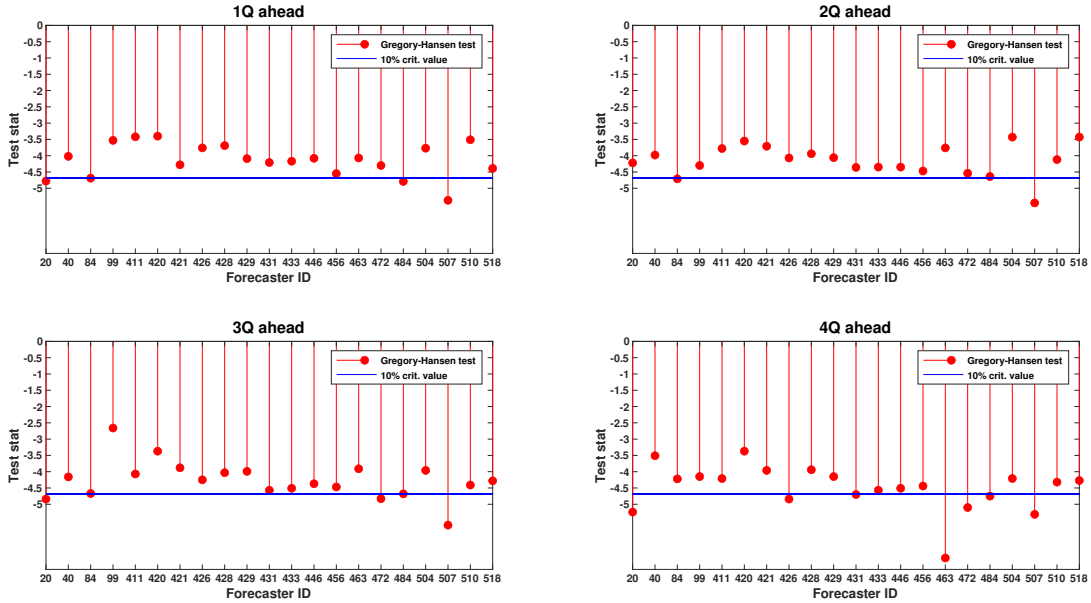 1Q ahead
0
-0.5
-1
-1.5
-2
-2.5
-3
-3.5
-4
-4.5
-5
Test stat
Gregory-Hansen test
10% crit. value
20 40 84 99 411 420 421 426 428 429 431 433 446 456 463 472 484 504 507 510 518
Forecaster ID
2Q ahead
0
-0.5
-1
-1.5
-2
-2.5
-3
-3.5
-4
-4.5
-5
Test stat
Gregory-Hansen test
10% crit. value
20 40 84 99 411 420 421 426 428 429 431 433 446 456 463 472 484 504 507 510 518
Forecaster ID
3Q ahead
0
-0.5
-1
-1.5
-2
-2.5
-3
-3.5
-4
-4.5
-5
Test stat
Gregory-Hansen test
10% crit. value
20 40 84 99 411 420 421 426 428 429 431 433 446 456 463 472 484 504 507 510 518
Forecaster ID
4Q ahead
0
-0.5
-1
-1.5
-2
-2.5
-3
-3.5
-4
-4.5
-5
Test stat
Gregory-Hansen test
10% crit. value
20 40 84 99 411 420 421 426 428 429 431 433 446 456 463 472 484 504 507 510 518
Forecaster ID